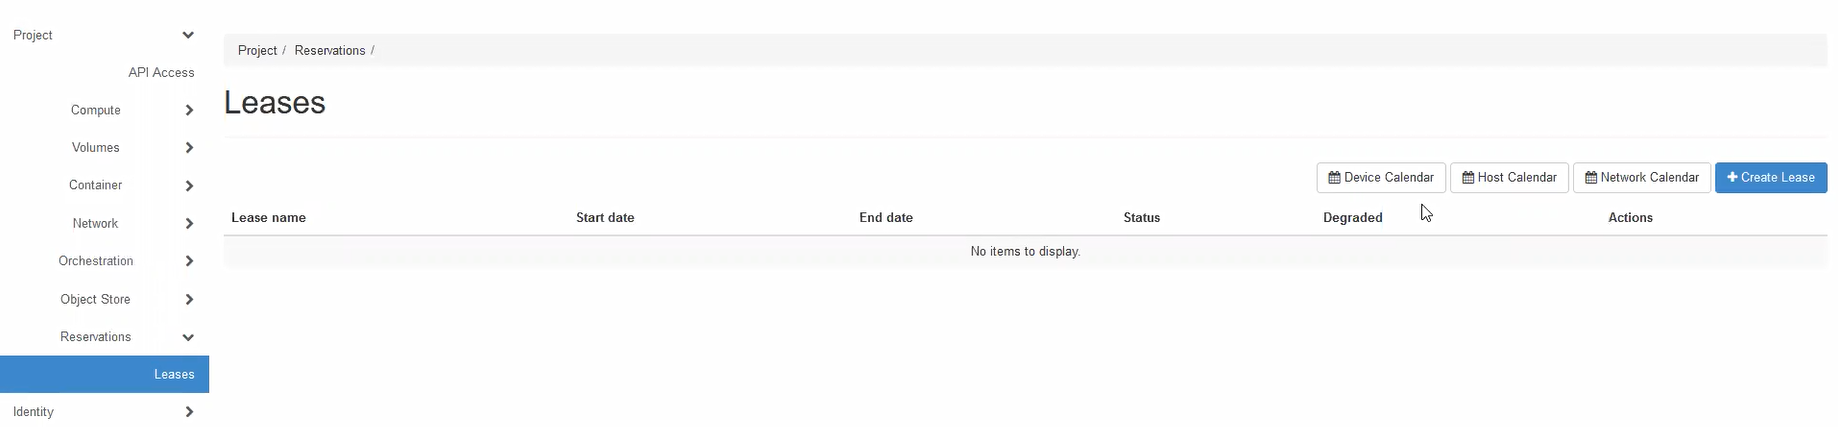 Project
API Access
Compute
Volumes
Container
Network
Orchestration
Object Store
Reservations
Leases
Identity
Project / Reservations /
Leases
Device Calendar Host Calendar Network Calendar + Create Lease
Lease name Start date End date Status Degraded Actions
No items to display.